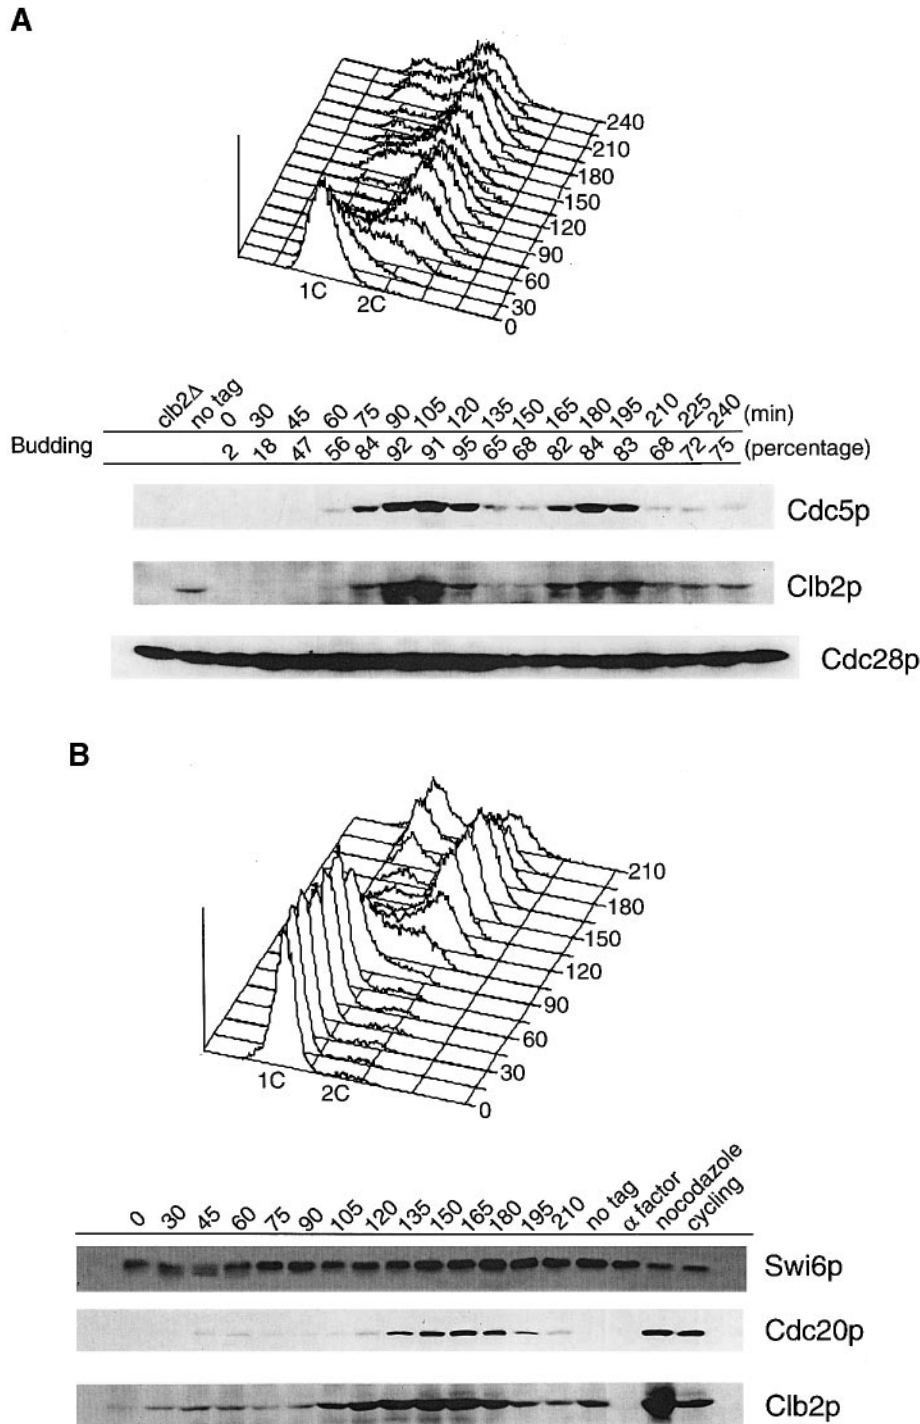 A
240
210
180
150
120
90
60
30
0
1C
2C
clb2Δ no tag 0 30 45 60 75 90 105 120 135 150 165 180 195 210 225 240 (min)
Budding 2 18 47 56 84 92 91 95 65 68 82 84 83 68 72 75 (percentage)
Cdc5p
Clb2p
Cdc28p
B
210
180
150
120
90
60
30
0
1C
2C
0 30 45 60 75 90 105 120 135 150 165 180 195 210 no tag α factor nocodazole cycling
Swi6p
Cdc20p
Clb2p